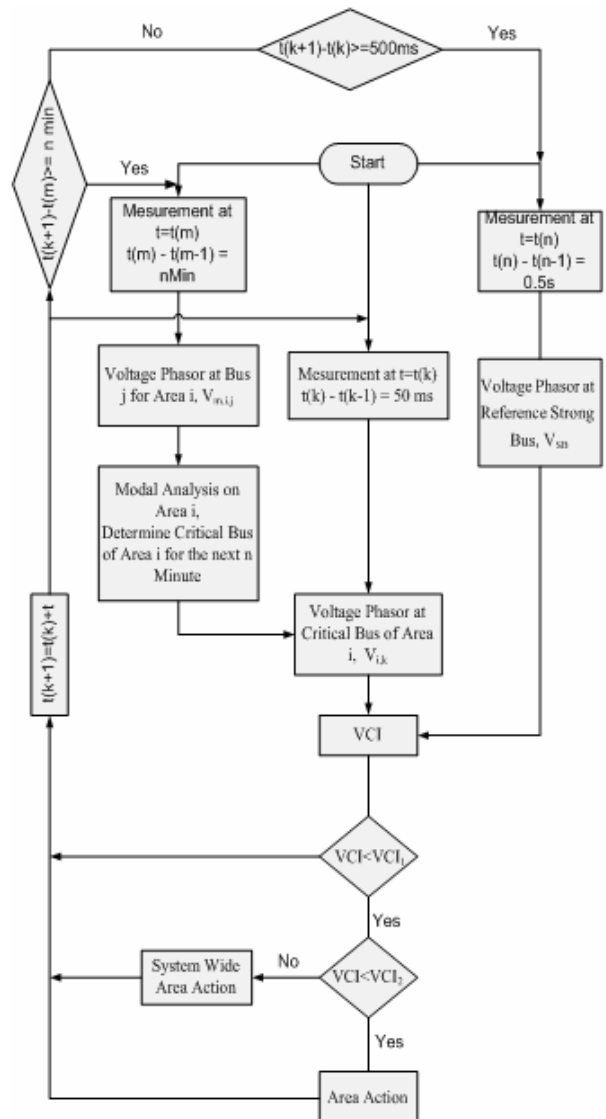 No
t(k+1)-t(k)>=500ms
Yes
t(k+1)-t(m)>= n min
Yes
Start
Mesurement at
t=t(m)
t(m) - t(m-1) =
nMin
Mesurement at
t=t(n)
t(n) - t(n-1) =
0.5s
Voltage Phasor at Bus
j for Area i, Vm,i,j
Mesurement at t=t(k)
t(k) - t(k-1) = 50 ms
Voltage Phasor at
Reference Strong
Bus, Vsn
Modal Analysis on
Area i,
Determine Critical Bus
of Area i for the next n
Minute
t(k+1)=t(k)+t
Voltage Phasor at
Critical Bus of Area
i, Vi,k
VCI
VCI<VCI1
Yes
System Wide
Area Action
No
VCI<VCI2
Yes
Area Action